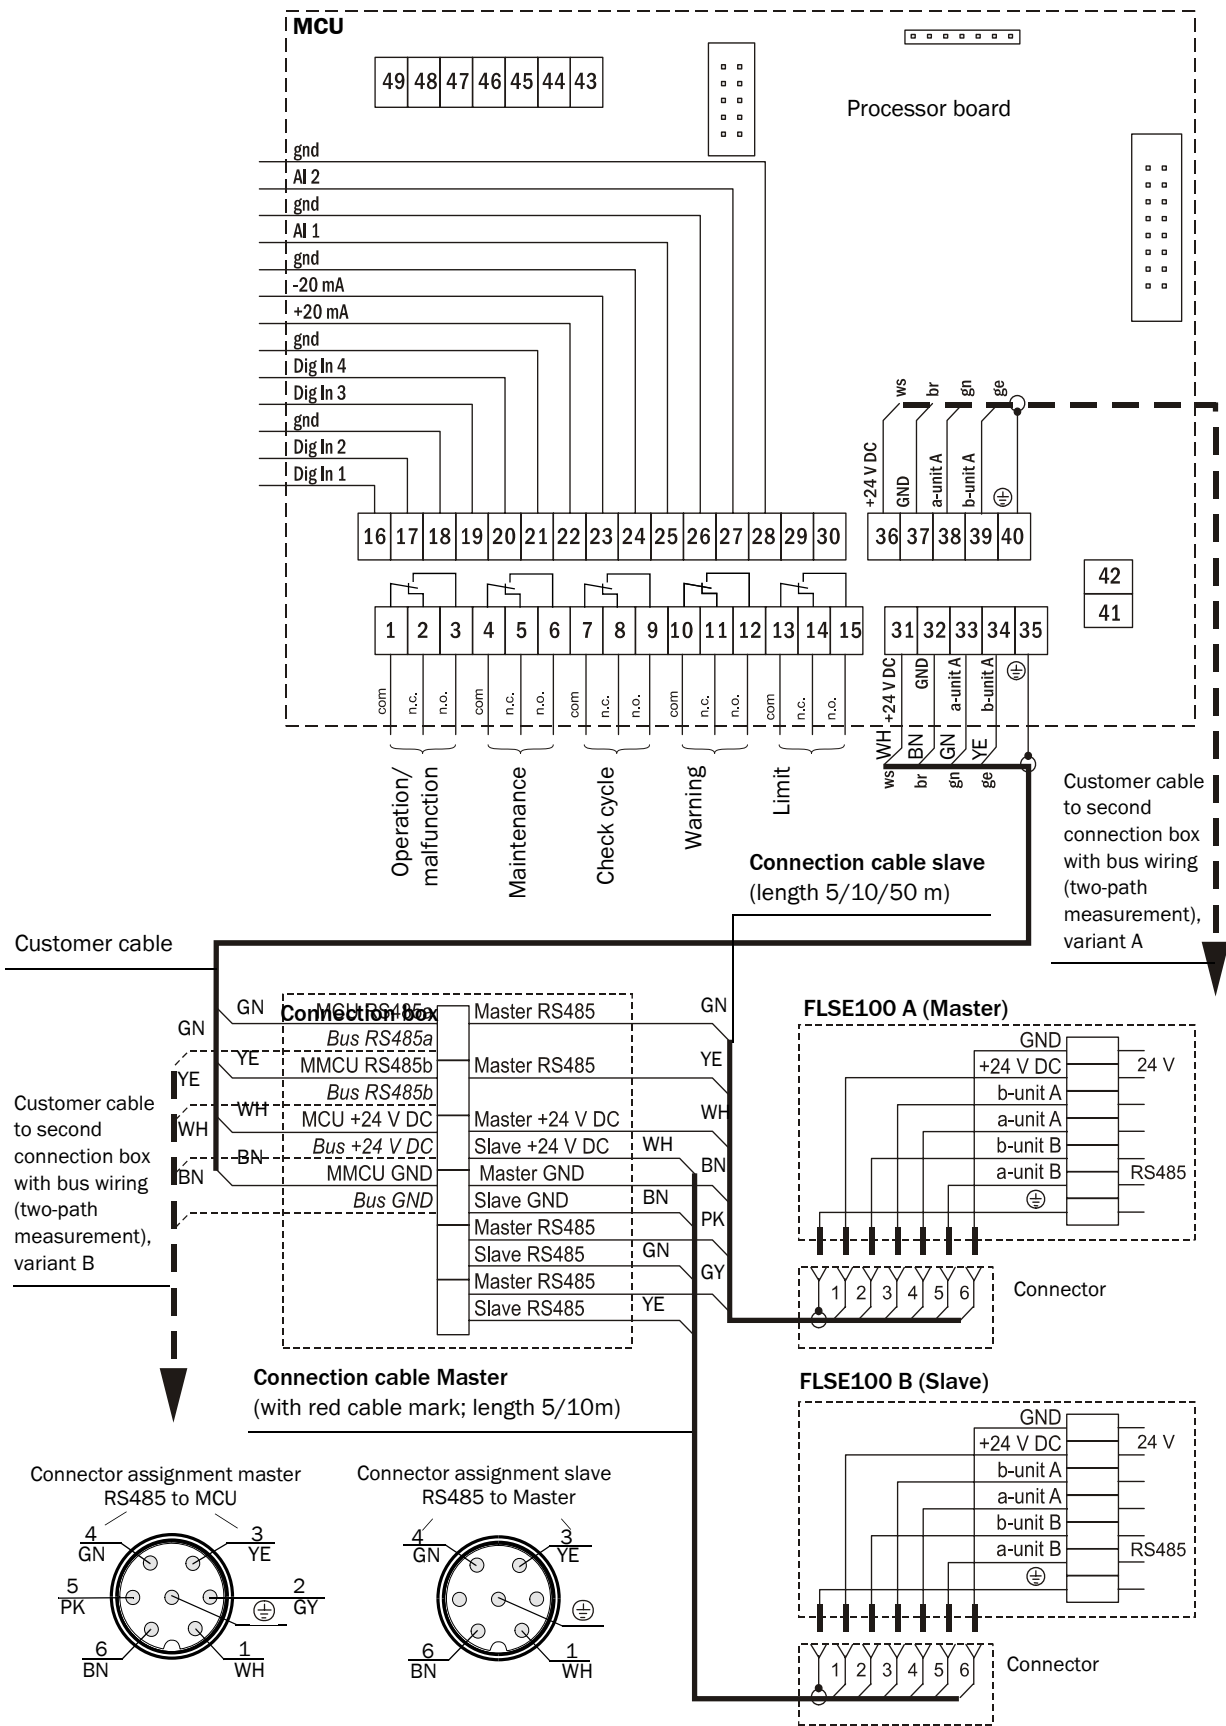 MCU
49 48 47 46 45 44 43
Processor board
gnd
AI 2
gnd
AI 1
gnd
-20 mA
+20 mA
gnd
Dig In 4
Dig In 3
gnd
Dig In 2
Dig In 1
ws br gn ge
+24 V DC GND a-unit A b-unit A
16 17 18 19 20 21 22 23 24 25 26 27 28 29 30
36 37 38 39 40
42
41
1 2 3 4 5 6 7 8 9 10 11 12 13 14 15
31 32 33 34 35
com n.c. n.o. com n.c. n.o. com n.c. n.o. com n.c. n.o. com n.c. n.o.
+24 V DC GND a-unit A b-unit A
WH BN GN YE
ws br gn ge
Operation/
malfunction
Maintenance
Check cycle
Warning
Limit
Customer cable
to second
connection box
with bus wiring
(two-path
measurement),
variant A
Connection cable slave
(length 5/10/50 m)
Customer cable
Connection box
GN MCU RS485a Master RS485 GN
GN Bus RS485a
YE MMCU RS485b Master RS485 YE
YE Bus RS485b
WH MCU +24 V DC Master +24 V DC WH
WH Bus +24 V DC Slave +24 V DC WH
BN MMCU GND Master GND BN
BN Bus GND Slave GND BN
Master RS485 PK
Slave RS485 GN
Master RS485 GY
Slave RS485 YE
Customer cable
to second
connection box
with bus wiring
(two-path
measurement),
variant B
FLSE100 A (Master)
GND
+24 V DC 24 V
b-unit A
a-unit A
b-unit B
a-unit B RS485
1 2 3 4 5 6 Connector
Connection cable Master
(with red cable mark; length 5/10m)
FLSE100 B (Slave)
GND
+24 V DC 24 V
b-unit A
a-unit A
b-unit B
a-unit B RS485
1 2 3 4 5 6 Connector
Connector assignment master
RS485 to MCU
4 3
GN YE
5 2
PK GY
6 1
BN WH
Connector assignment slave
RS485 to Master
4 3
GN YE
6 1
BN WH